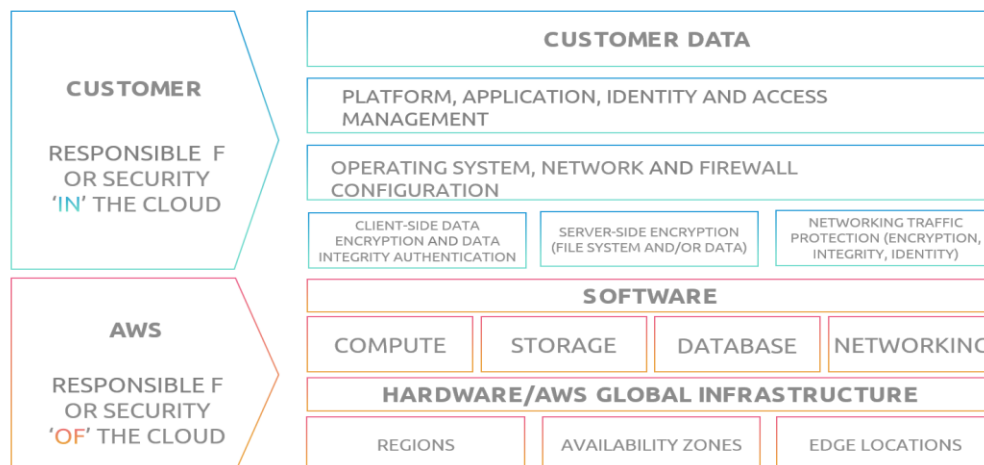 CUSTOMER
RESPONSIBLE F
OR SECURITY
‘IN’ THE CLOUD
CUSTOMER DATA
PLATFORM, APPLICATION, IDENTITY AND ACCESS
MANAGEMENT
OPERATING SYSTEM, NETWORK AND FIREWALL
CONFIGURATION
CLIENT-SIDE DATA
ENCRYPTION AND DATA
INTEGRITY AUTHENTICATION
SERVER-SIDE ENCRYPTION
(FILE SYSTEM AND/OR DATA)
NETWORKING TRAFFIC
PROTECTION (ENCRYPTION,
INTEGRITY, IDENTITY)
AWS
RESPONSIBLE F
OR SECURITY
‘OF’ THE CLOUD
SOFTWARE
COMPUTE
STORAGE
DATABASE
NETWORKING
HARDWARE/AWS GLOBAL INFRASTRUCTURE
REGIONS
AVAILABILITY ZONES
EDGE LOCATIONS